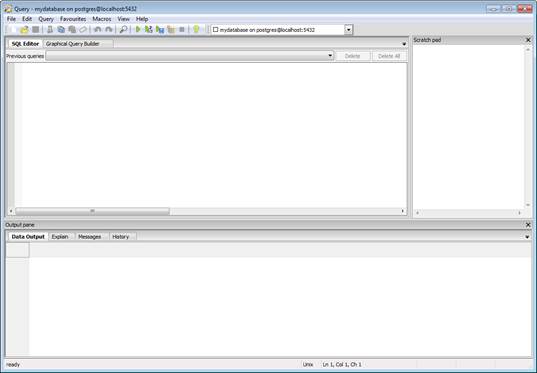 Query - mydatabase on postgres@localhost:5432
File Edit Query Favourites Macros View Help
mydatabase on postgres@localhost:5432
SQL Editor Graphical Query Builder
Scratch pad
Previous queries Delete Delete All
Output pane
Data Output Explain Messages History
ready Unix Ln 1, Col 1, Ch 1